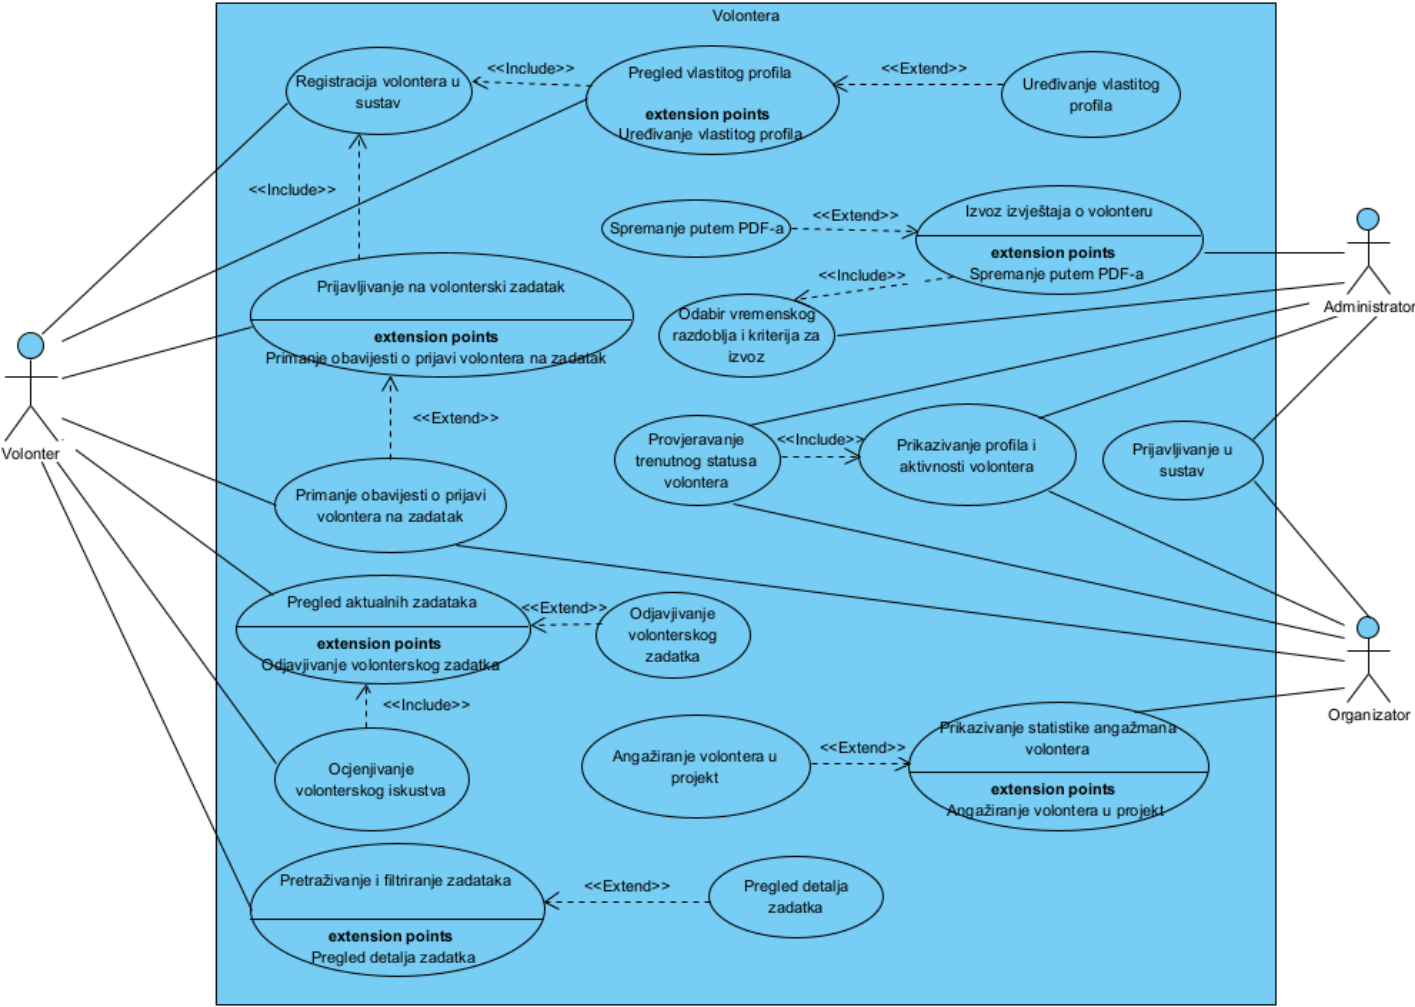 Volontera
Registracija volontera u
sustav
<<Include>>
Pregled vlastitog profila
extension points
Uređivanje vlastitog profila
<<Extend>>
Uređivanje vlastitog
profila
<<Include>>
Spremanje putem PDF-a
<<Extend>>
Izvoz izvještaja o volonteru
extension points
Spremanje putem PDF-a
<<Include>>
Odabir vremenskog
razdoblja i kriterija za
izvoz
Administrator
Prijavljivanje na volonterski zadatak
extension points
Primanje obavijesti o prijavi volontera na zadatak
<<Extend>>
Volonter
Provjeravanje
trenutnog statusa
volontera
<<Include>>
Prikazivanje profila i
aktivnosti volontera
Prijavljivanje u
sustav
Primanje obavijesti o prijavi
volontera na zadatak
Pregled aktualnih zadataka
extension points
Odjavjivanje volonterskog zadatka
<<Extend>>
Odjavjivanje
volonterskog
zadatka
<<Include>>
Organizator
Ocjenjivanje
volonterskog iskustva
Angažiranje volontera u
projekt
<<Extend>>
Prikazivanje statistike angažmana
volontera
extension points
Angažiranje volontera u projekt
Pretraživanje i filtriranje zadataka
extension points
Pregled detalja zadatka
<<Extend>>
Pregled detalja
zadatka